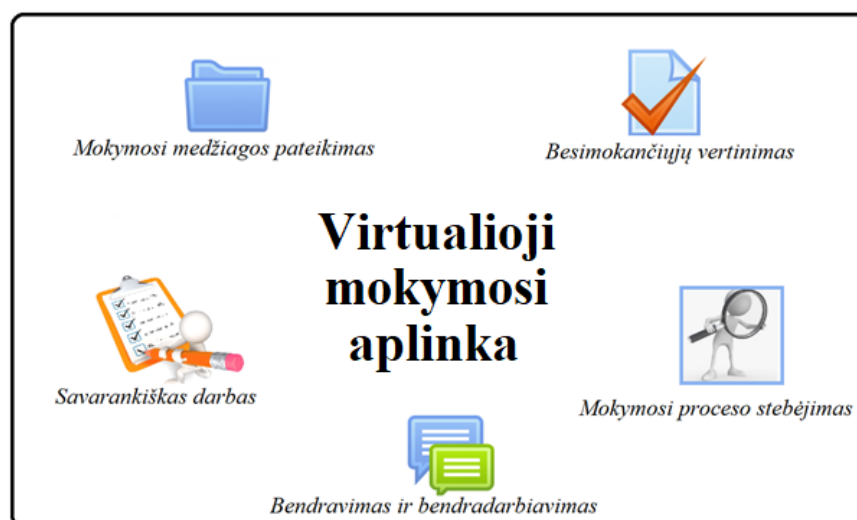 Mokymosi medžiagos pateikimas
Besimokančiųjų vertinimas
Virtualioji
mokymosi
aplinka
Savarankiškas darbas
Mokymosi proceso stebėjimas
Bendravimas ir bendradarbiavimas